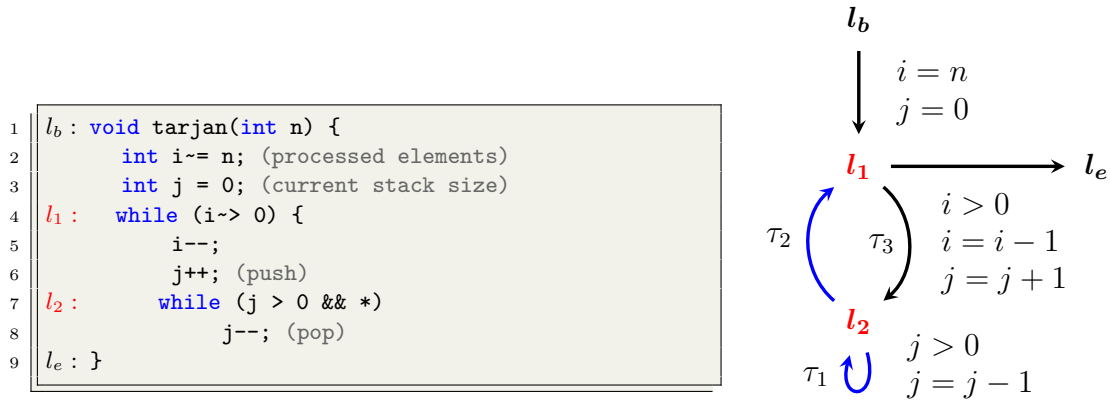 1 l_b : void tarjan(int n) {
2 int i~= n; (processed elements)
3 int j = 0; (current stack size)
4 l_1 : while (i~> 0) {
5 i--;
6 j++; (push)
7 l_2 : while (j > 0 && *)
8 j--; (pop)
9 l_e : }
l_b
i = n
j = 0
l_1
l_e
τ_2
τ_3
i > 0
i = i − 1
j = j + 1
l_2
τ_1
j > 0
j = j − 1